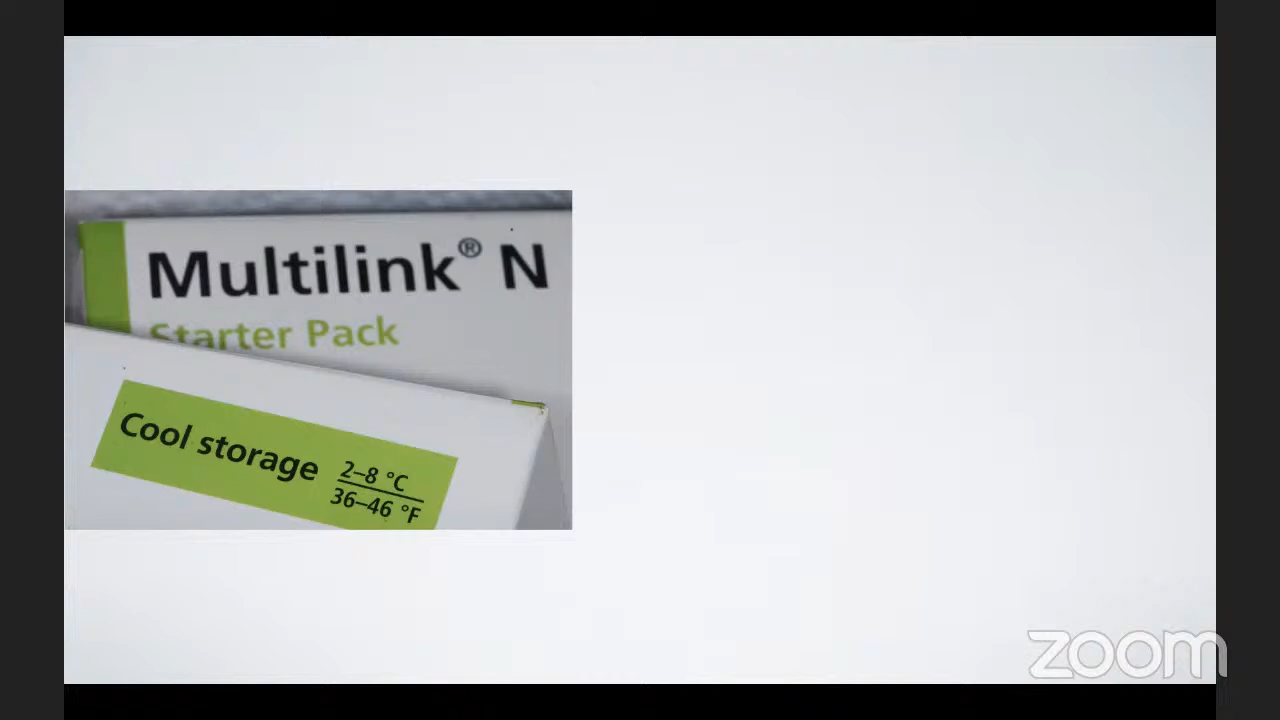 Multilink® N
Starter Pack
Cool storage
2–8 °C
36–46 °F
zoom